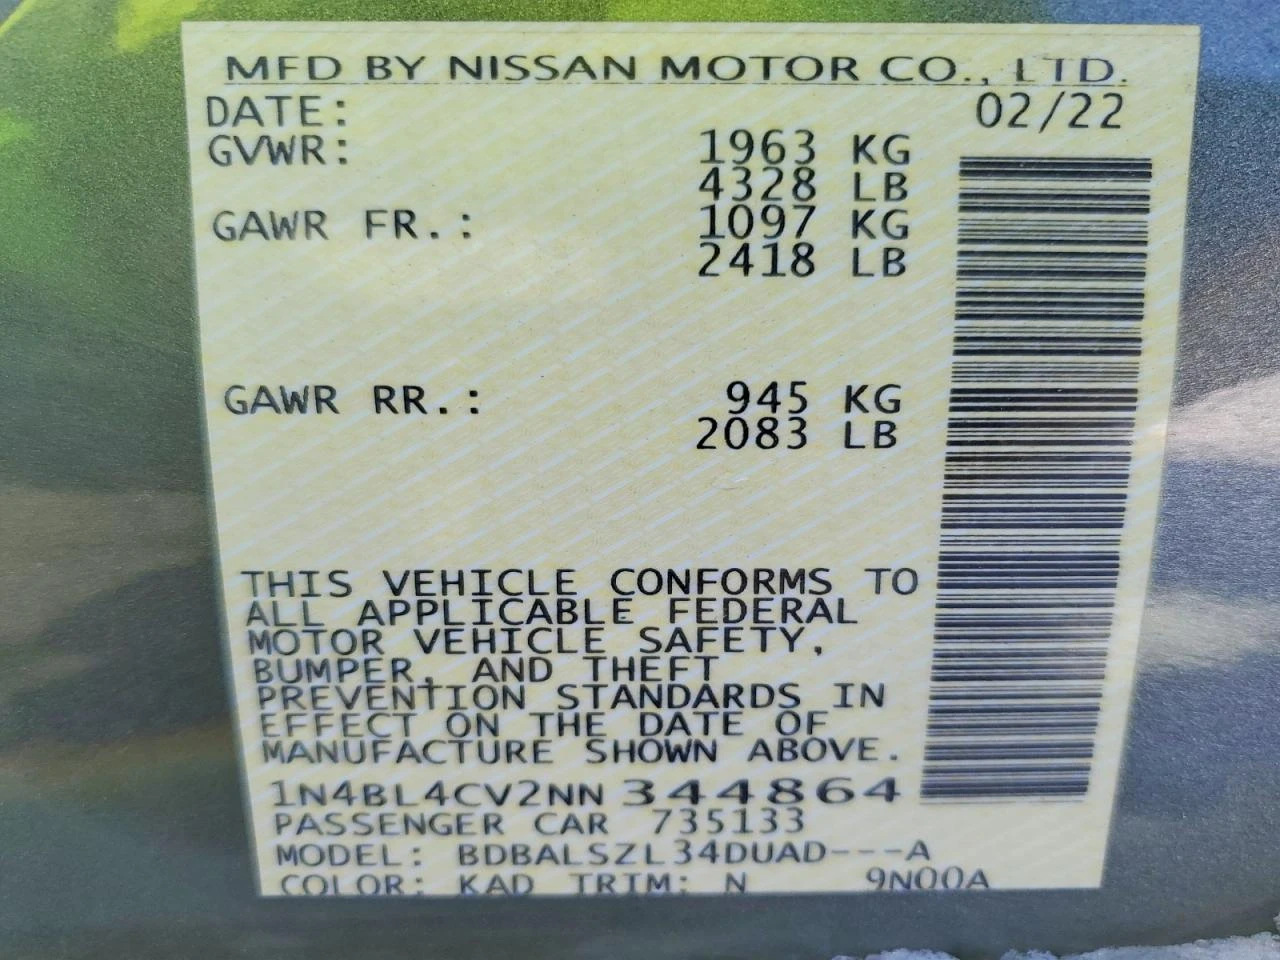 MFD BY NISSAN MOTOR CO., LTD.
DATE: 02/22
GVWR: 1963 KG
4328 LB
GAWR FR.: 1097 KG
2418 LB
GAWR RR.: 945 KG
2083 LB
THIS VEHICLE CONFORMS TO
ALL APPLICABLE FEDERAL
MOTOR VEHICLE SAFETY,
BUMPER, AND THEFT
PREVENTION STANDARDS IN
EFFECT ON THE DATE OF
MANUFACTURE SHOWN ABOVE.
1N4BL4CV2NN344864
PASSENGER CAR 735133
MODEL: BDBALSZL34DUAD---A
COLOR: KAD TRIM: N 9N00A